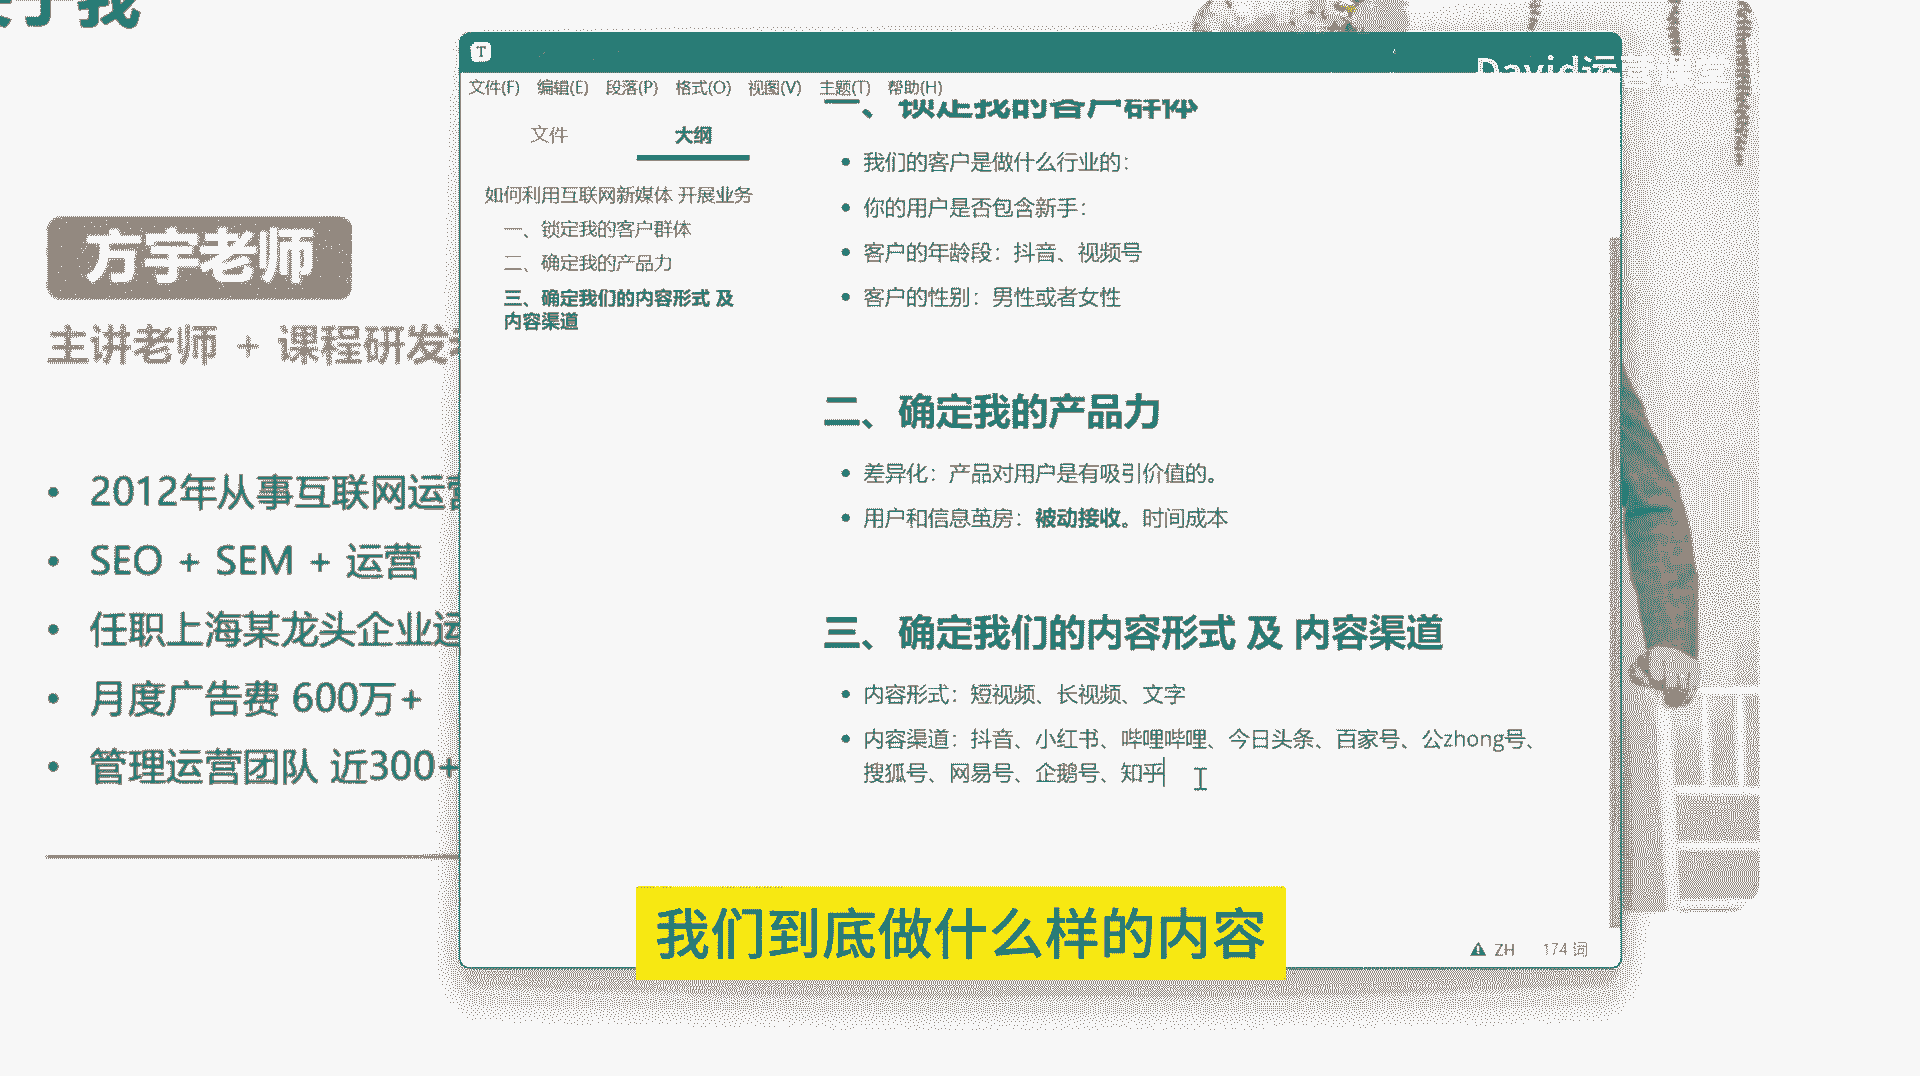 于我
T
David运营
文件(F) 编辑(E) 段落(P) 格式(O) 视图(V) 主题(T) 帮助(H)
文件 大纲
如何利用互联网新媒体 开展业务
一、锁定我的客户群体
二、确定我的产品力
三、确定我们的内容形式 及
内容渠道
一、锁定我的客户群体
我们的客户是做什么行业的：
你的用户是否包含新手：
客户的年龄段：抖音、视频号
客户的性别：男性或者女性
二、确定我的产品力
差异化：产品对用户是有吸引价值的。
用户和信息茧房：被动接收。时间成本
三、确定我们的内容形式 及 内容渠道
内容形式：短视频、长视频、文字
内容渠道：抖音、小红书、哔哩哔哩、今日头条、百家号、公zhong号、
搜狐号、网易号、企鹅号、知乎
ZH 174 词
方宇老师
主讲老师 + 课程研发
2012年从事互联网运营
SEO + SEM + 运营
任职上海某龙头企业运
月度广告费 600万+
管理运营团队 近300+
我们到底做什么样的内容